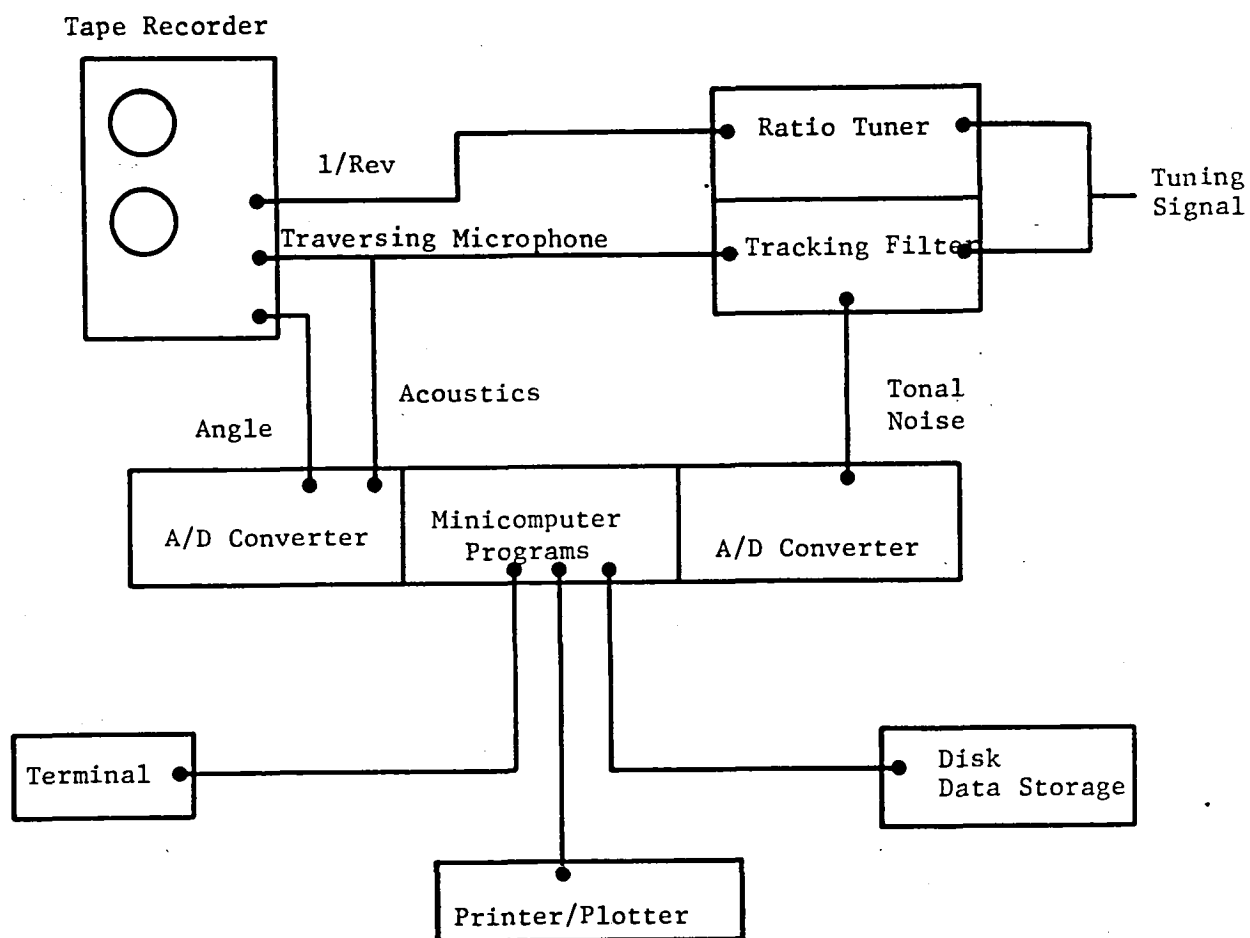 Tape Recorder
1/Rev
Ratio Tuner
Tuning
Signal
Traversing Microphone
Tracking Filter
Acoustics
Tonal
Noise
Angle
A/D Converter
Minicomputer
Programs
A/D Converter
Terminal
Disk
Data Storage
Printer/Plotter